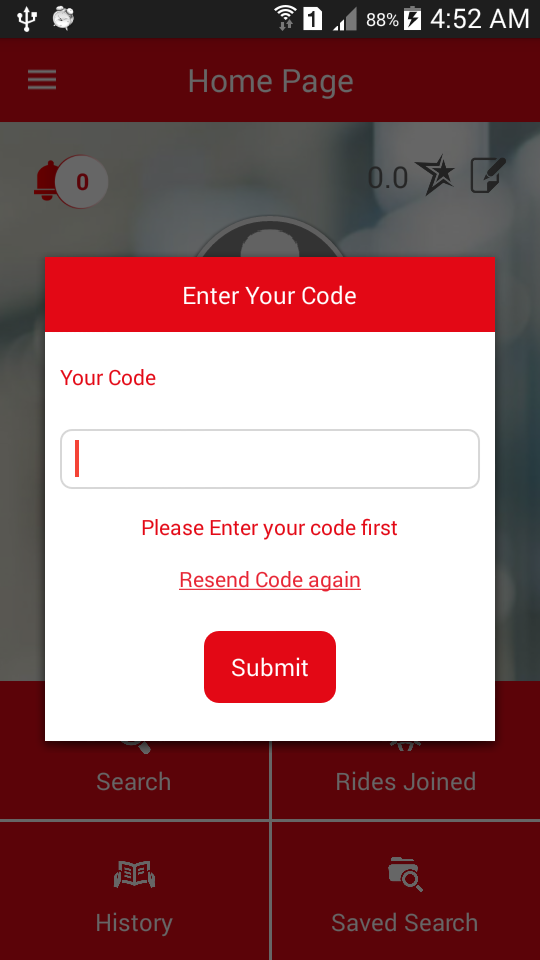 1 88% 4:52 AM
Home Page
0 0.0
Enter Your Code
Your Code
Please Enter your code first
Resend Code again
Submit
Search Rides Joined
History Saved Search